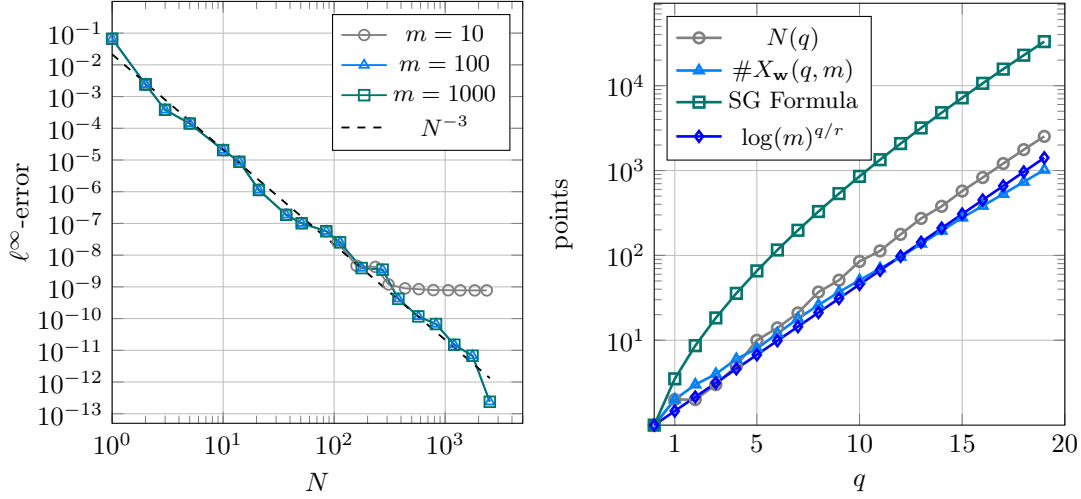 ℓ^∞-error
10^{-1}
10^{-2}
10^{-3}
10^{-4}
10^{-5}
10^{-6}
10^{-7}
10^{-8}
10^{-9}
10^{-10}
10^{-11}
10^{-12}
10^{-13}
10^0 10^1 10^2 10^3
N
m = 10
m = 100
m = 1000
N^{-3}
points
10^4
10^3
10^2
10^1
1 5 10 15 20
q
N(q)
#X_𝐰(q, m)
SG Formula
log(m)^{q/r}